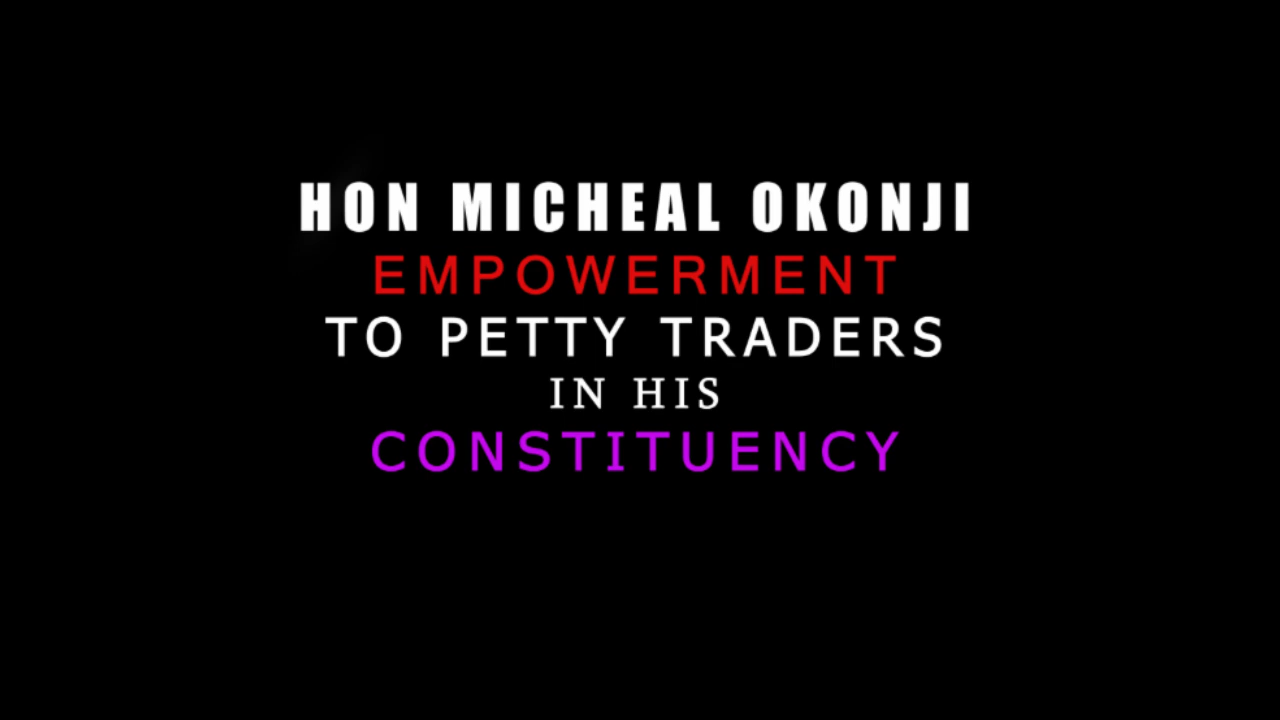 HON MICHEAL OKONJI
EMPOWERMENT
TO PETTY TRADERS
IN HIS
CONSTITUENCY